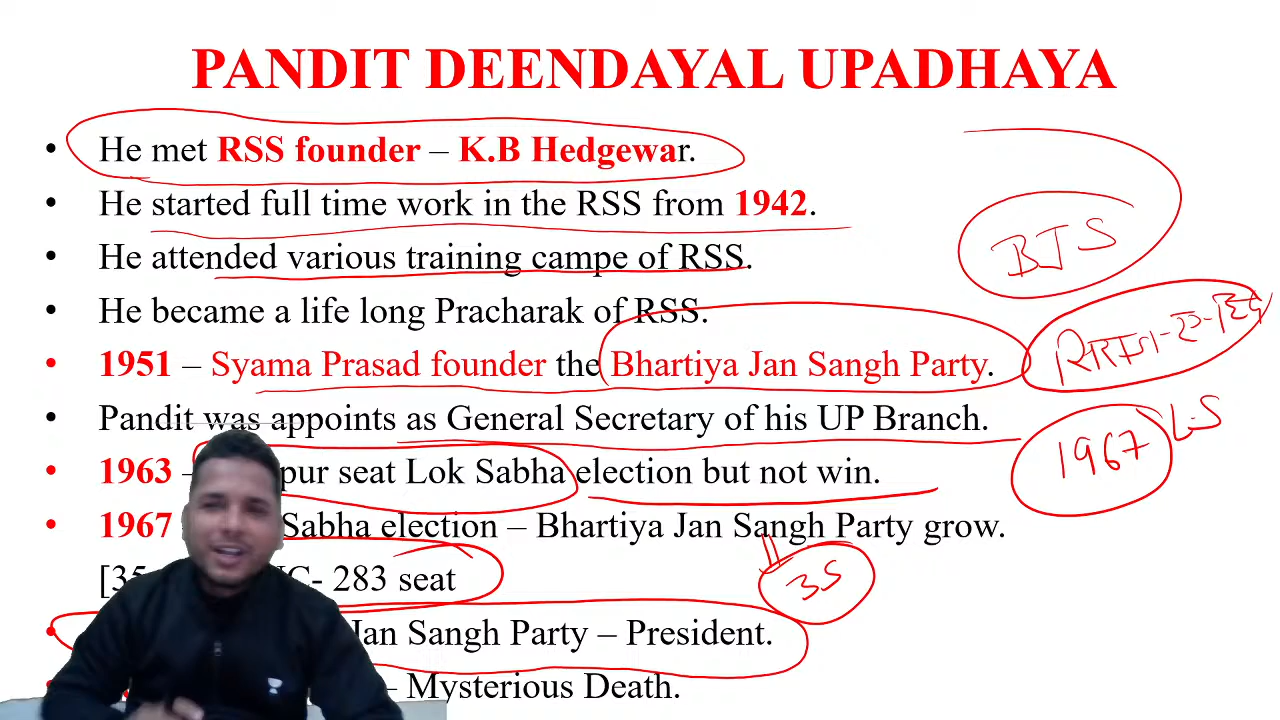 PANDIT DEENDAYAL UPADHAYA
• He met RSS founder – K.B Hedgewar.
• He started full time work in the RSS from 1942.
• He attended various training campe of RSS.
• He became a life long Pracharak of RSS.
• 1951 – Syama Prasad founder the Bhartiya Jan Sangh Party.
• Pandit was appoints as General Secretary of his UP Branch.
• 1963 – pur seat Lok Sabha election but not win.
• 1967 Sabha election – Bhartiya Jan Sangh Party grow.
[35 283 seat
• Jan Sangh Party – President.
• – Mysterious Death.
BJS
1967 L.S
35